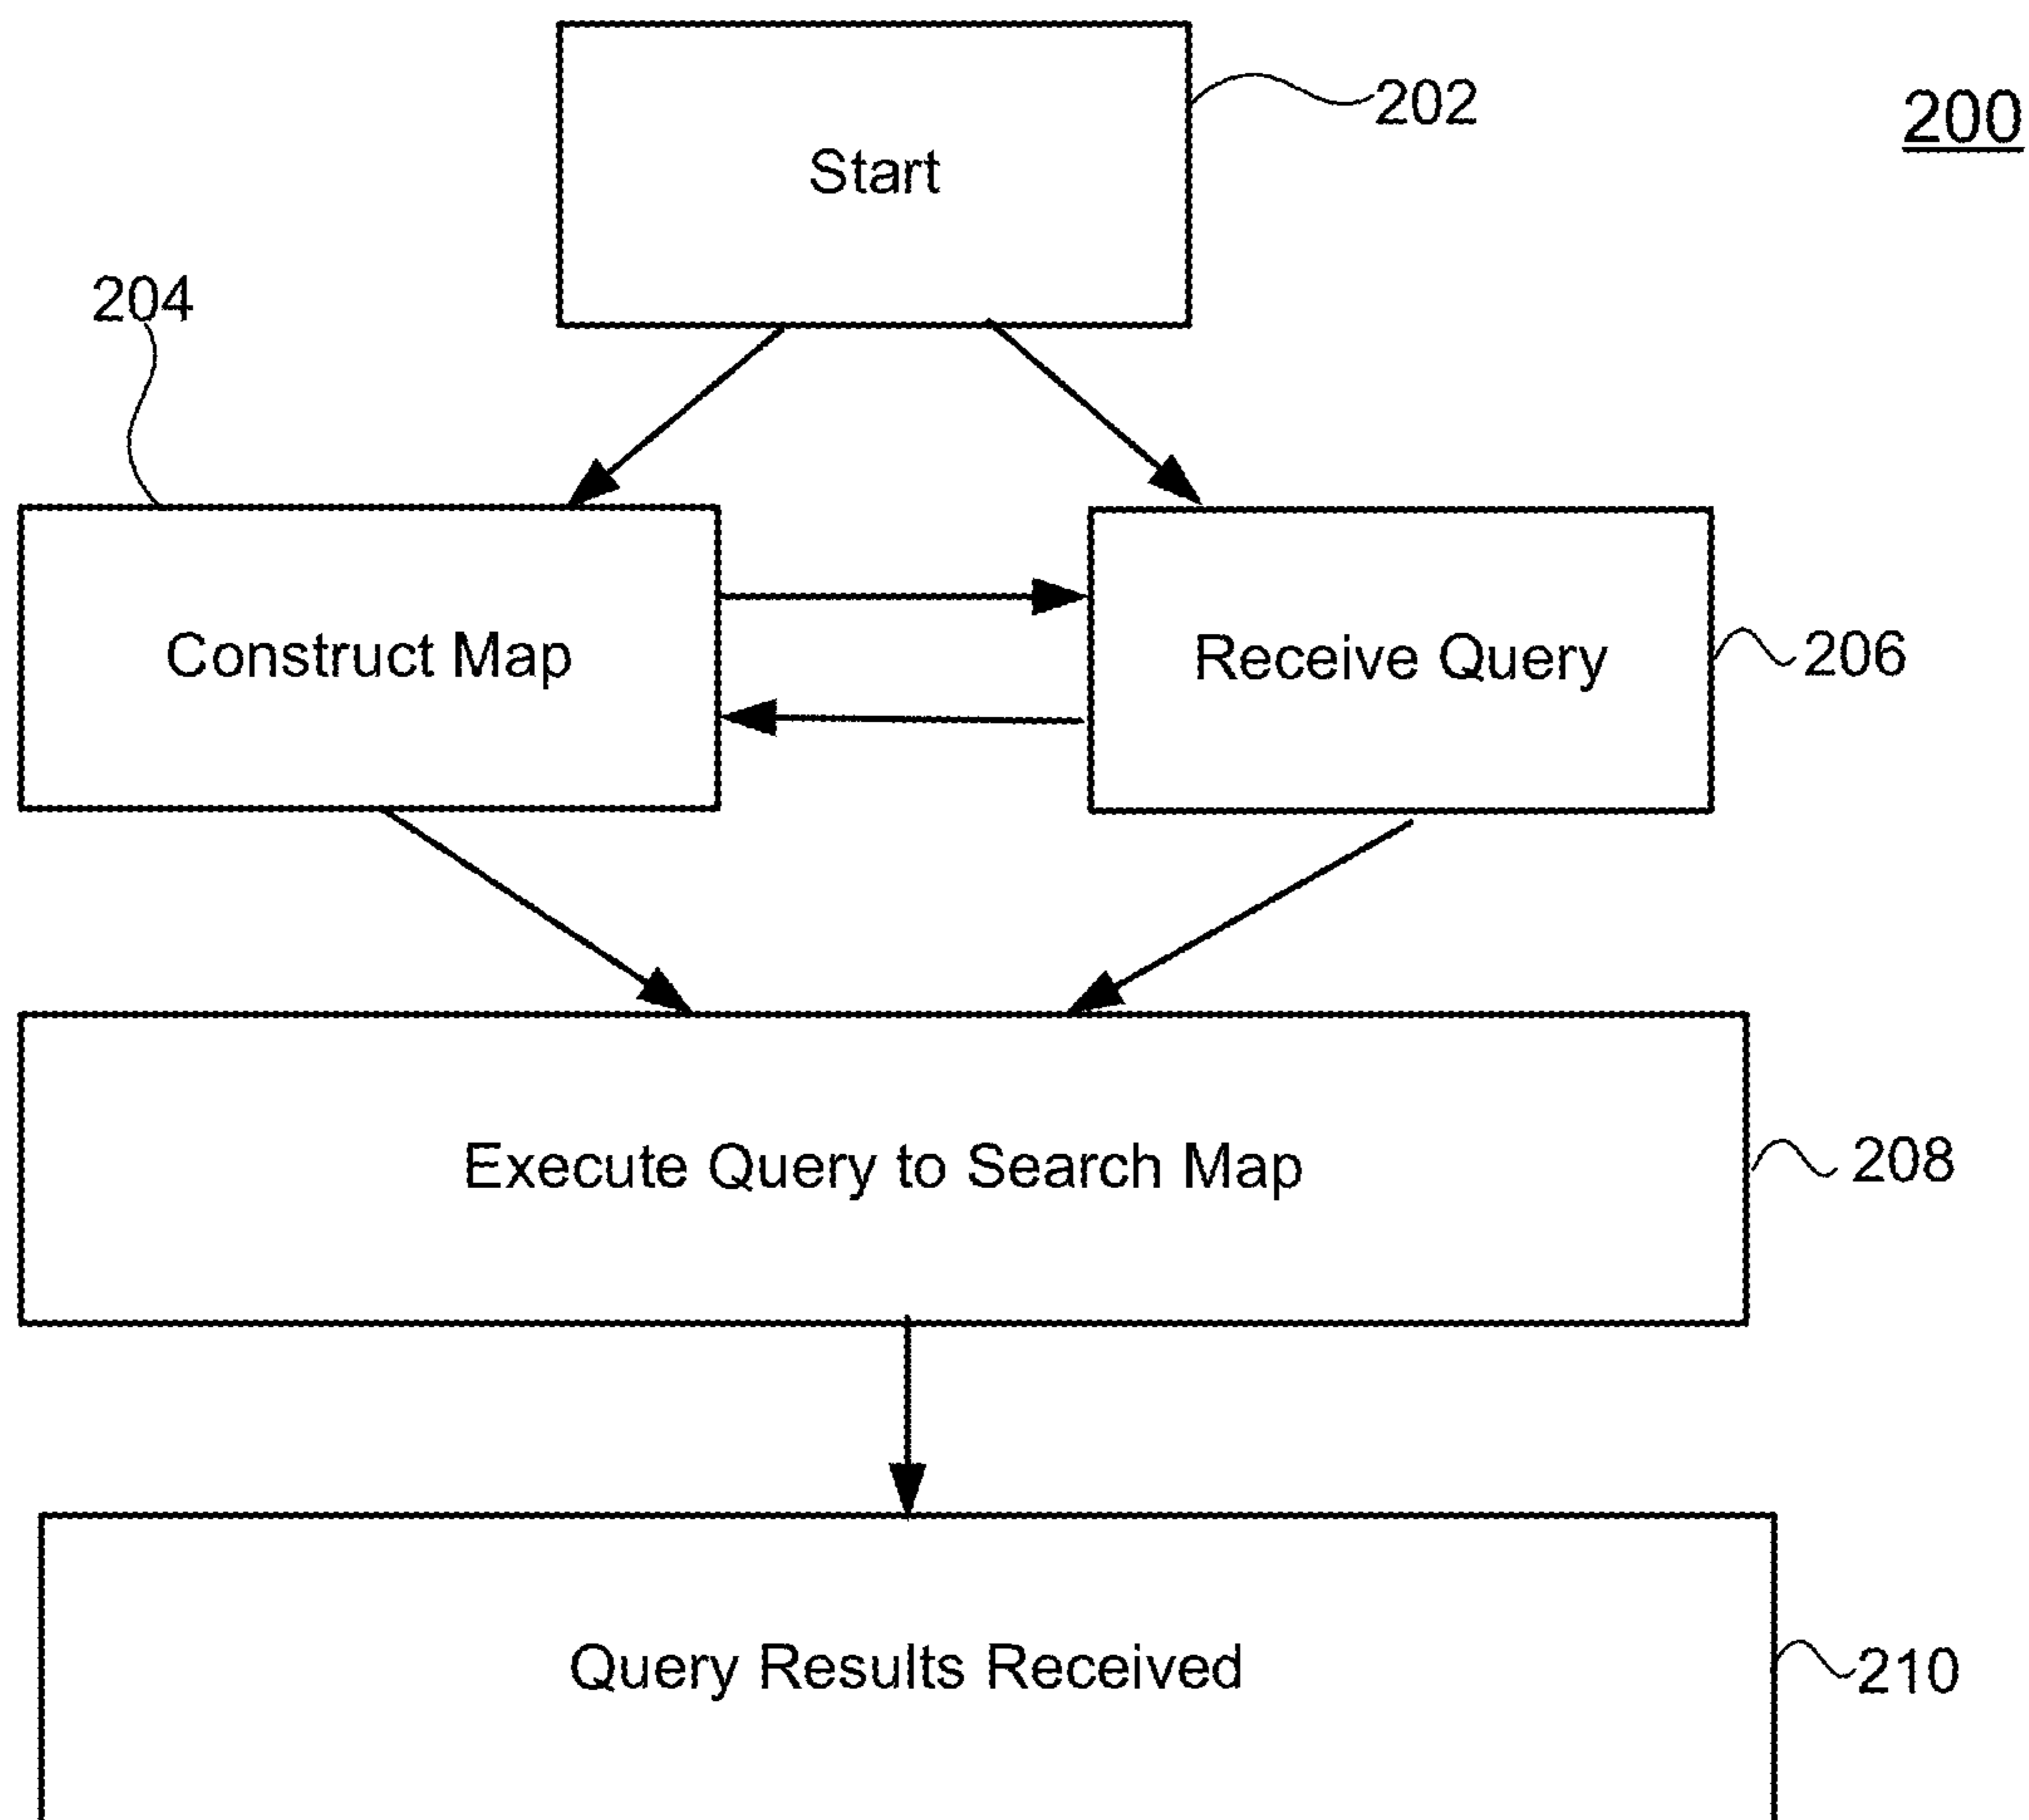 202
200
Start
204
Construct Map
Receive Query
206
Execute Query to Search Map
208
Query Results Received
210